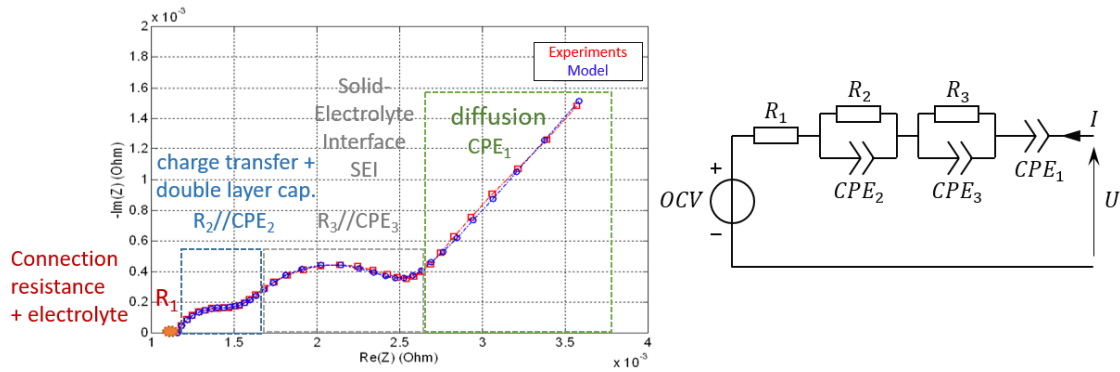 × 10⁻³
2
1.8
1.6
1.4
1.2
1
0.8
0.6
0.4
0.2
0
-Im(Z) (Ohm)
Experiments
Model
Solid-
Electrolyte
Interface
SEI
diffusion
CPE₁
charge transfer +
double layer cap.
R₂//CPE₂
R₃//CPE₃
Connection
resistance
+ electrolyte
R₁
1
1.5
2
2.5
3
3.5
4
Re(Z) (Ohm)
× 10⁻³
R₁
R₂
R₃
I
CPE₂
CPE₃
CPE₁
+
OCV
−
U